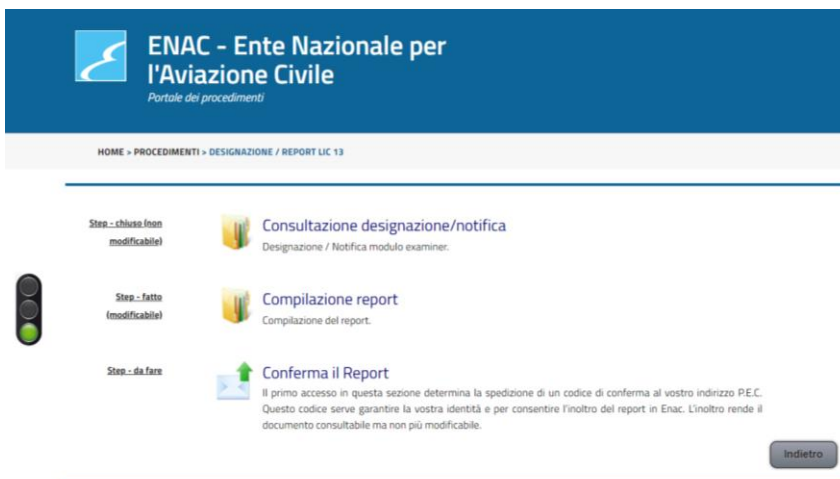 ENAC - Ente Nazionale per
l'Aviazione Civile
Portale dei procedimenti
HOME > PROCEDIMENTI > DESIGNAZIONE / REPORT LIC 13
Step - chiuso (non
modificabile)
Consultazione designazione/notifica
Designazione / Notifica modulo examiner.
Step - fatto
(modificabile)
Compilazione report
Compilazione del report.
Step - da fare
Conferma il Report
Il primo accesso in questa sezione determina la spedizione di un codice di conferma al vostro indirizzo P.E.C.
Questo codice serve garantire la vostra identità e per consentire l'inoltro del report in Enac. L'inoltro rende il
documento consultabile ma non più modificabile.
Indietro